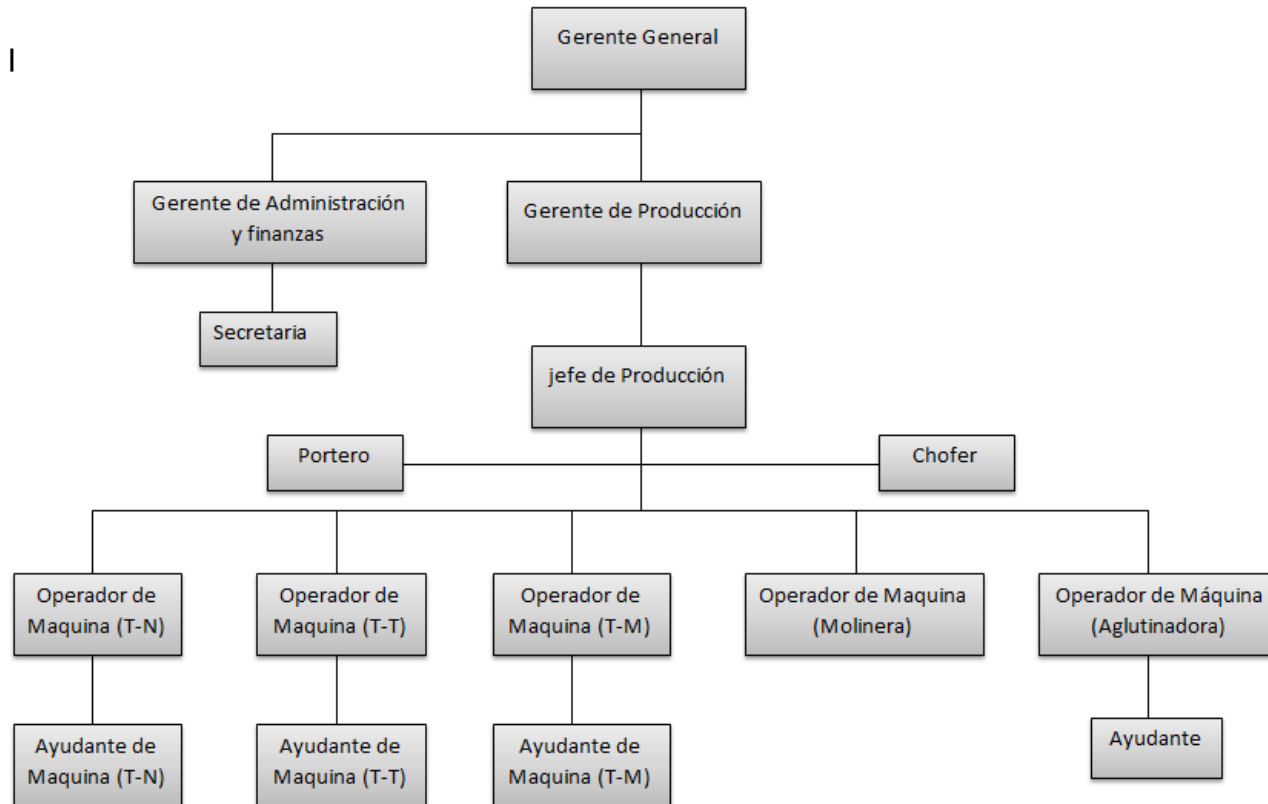 Gerente General
l
Gerente de Administración
y finanzas
Gerente de Producción
Secretaria
jefe de Producción
Portero
Chofer
Operador de
Maquina (T-N)
Operador de
Maquina (T-T)
Operador de
Maquina (T-M)
Operador de Maquina
(Molinera)
Operador de Máquina
(Aglutinadora)
Ayudante de
Maquina (T-N)
Ayudante de
Maquina (T-T)
Ayudante de
Maquina (T-M)
Ayudante